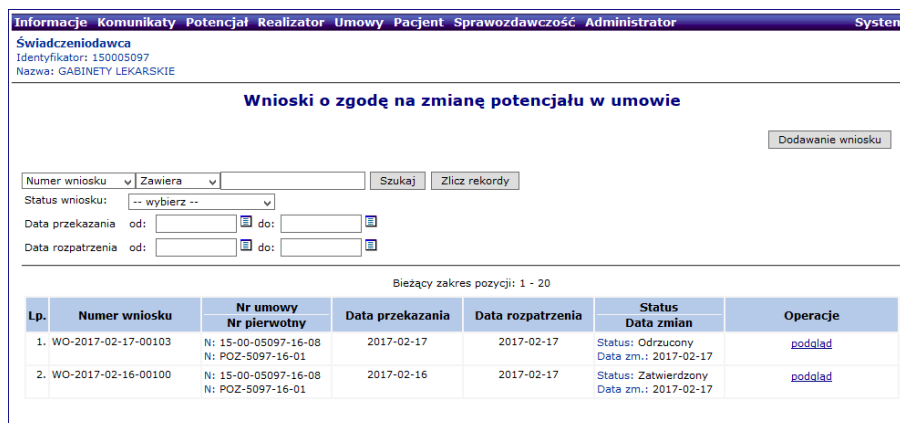 Informacje Komunikaty Potencjał Realizator Umowy Pacjent Sprawozdawczość Administrator System
Świadczeniodawca
Identyfikator: 150005097
Nazwa: GABINETY LEKARSKIE
Wnioski o zgodę na zmianę potencjału w umowie
Dodawanie wniosku
Numer wniosku Zawiera Szukaj Zlicz rekordy
Status wniosku: -- wybierz --
Data przekazania od: do:
Data rozpatrzenia od: do:
Bieżący zakres pozycji: 1 - 20
Lp. Numer wniosku Nr umowy Data przekazania Data rozpatrzenia Status Operacje
Nr pierwotny Data zmian
1. WO-2017-02-17-00103 N: 15-00-05097-16-08 2017-02-17 2017-02-17 Status: Odrzucony podgląd
N: POZ-5097-16-01 Data zm.: 2017-02-17
2. WO-2017-02-16-00100 N: 15-00-05097-16-08 2017-02-16 2017-02-17 Status: Zatwierdzony podgląd
N: POZ-5097-16-01 Data zm.: 2017-02-17